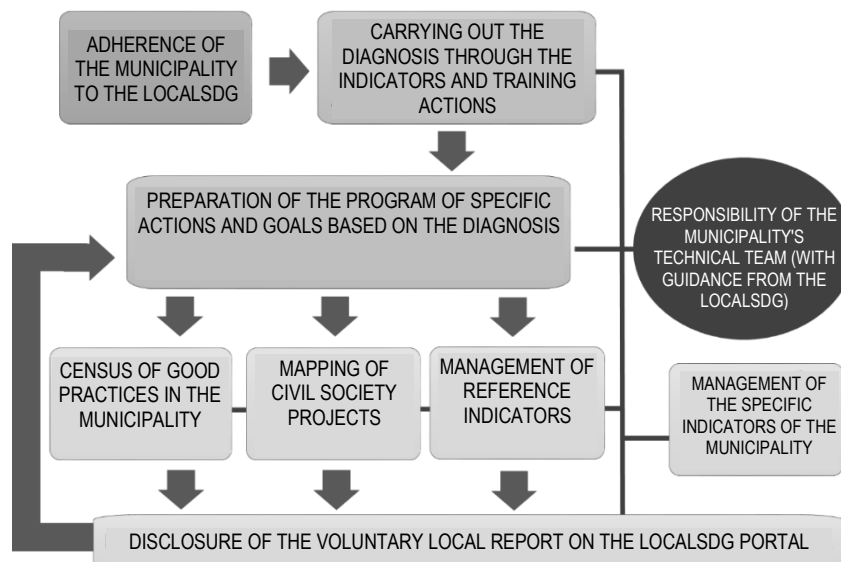 ADHERENCE OF
THE MUNICIPALITY
TO THE LOCALSDG
CARRYING OUT THE
DIAGNOSIS THROUGH THE
INDICATORS AND TRAINING
ACTIONS
PREPARATION OF THE PROGRAM OF SPECIFIC
ACTIONS AND GOALS BASED ON THE DIAGNOSIS
RESPONSIBILITY OF THE
MUNICIPALITY'S
TECHNICAL TEAM (WITH
GUIDANCE FROM THE
LOCALSDG)
CENSUS OF GOOD
PRACTICES IN THE
MUNICIPALITY
MAPPING OF
CIVIL SOCIETY
PROJECTS
MANAGEMENT OF
REFERENCE
INDICATORS
MANAGEMENT OF
THE SPECIFIC
INDICATORS OF THE
MUNICIPALITY
DISCLOSURE OF THE VOLUNTARY LOCAL REPORT ON THE LOCALSDG PORTAL